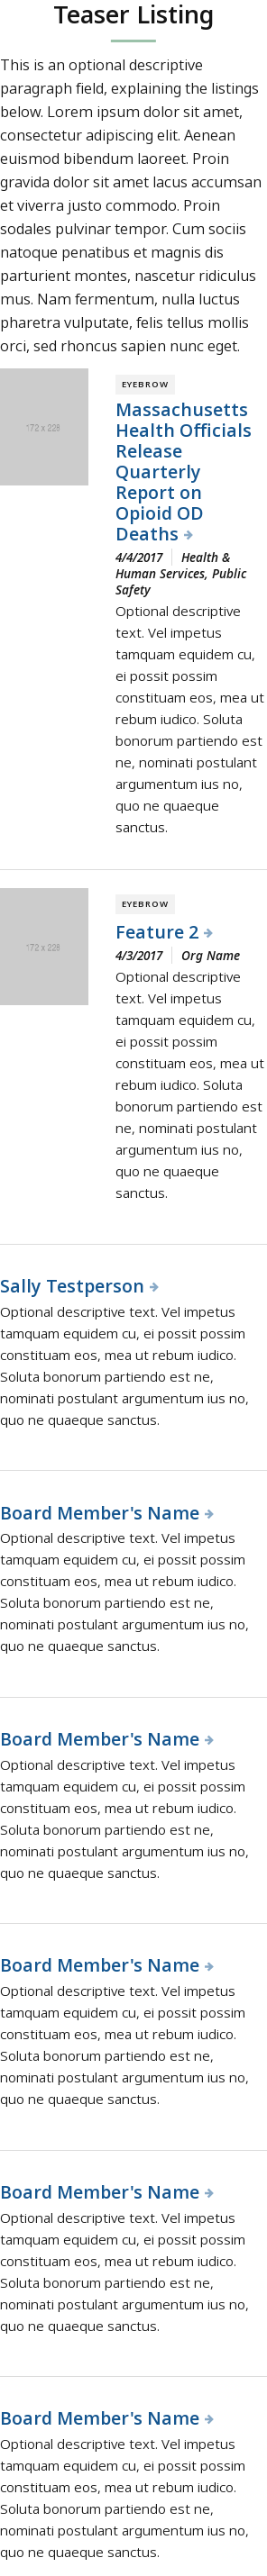 Teaser Listing
This is an optional descriptive
paragraph field, explaining the listings
below. Lorem ipsum dolor sit amet,
consectetur adipiscing elit. Aenean
euismod bibendum laoreet. Proin
gravida dolor sit amet lacus accumsan
et viverra justo commodo. Proin
sodales pulvinar tempor. Cum sociis
natoque penatibus et magnis dis
parturient montes, nascetur ridiculus
mus. Nam fermentum, nulla luctus
pharetra vulputate, felis tellus mollis
orci, sed rhoncus sapien nunc eget.
172 x 228
EYEBROW
Massachusetts
Health Officials
Release
Quarterly
Report on
Opioid OD
Deaths
4/4/2017 Health &
Human Services, Public
Safety
Optional descriptive
text. Vel impetus
tamquam equidem cu,
ei possit possim
constituam eos, mea ut
rebum iudico. Soluta
bonorum partiendo est
ne, nominati postulant
argumentum ius no,
quo ne quaeque
sanctus.
172 x 228
EYEBROW
Feature 2
4/3/2017 Org Name
Optional descriptive
text. Vel impetus
tamquam equidem cu,
ei possit possim
constituam eos, mea ut
rebum iudico. Soluta
bonorum partiendo est
ne, nominati postulant
argumentum ius no,
quo ne quaeque
sanctus.
Sally Testperson
Optional descriptive text. Vel impetus
tamquam equidem cu, ei possit possim
constituam eos, mea ut rebum iudico.
Soluta bonorum partiendo est ne,
nominati postulant argumentum ius no,
quo ne quaeque sanctus.
Board Member's Name
Optional descriptive text. Vel impetus
tamquam equidem cu, ei possit possim
constituam eos, mea ut rebum iudico.
Soluta bonorum partiendo est ne,
nominati postulant argumentum ius no,
quo ne quaeque sanctus.
Board Member's Name
Optional descriptive text. Vel impetus
tamquam equidem cu, ei possit possim
constituam eos, mea ut rebum iudico.
Soluta bonorum partiendo est ne,
nominati postulant argumentum ius no,
quo ne quaeque sanctus.
Board Member's Name
Optional descriptive text. Vel impetus
tamquam equidem cu, ei possit possim
constituam eos, mea ut rebum iudico.
Soluta bonorum partiendo est ne,
nominati postulant argumentum ius no,
quo ne quaeque sanctus.
Board Member's Name
Optional descriptive text. Vel impetus
tamquam equidem cu, ei possit possim
constituam eos, mea ut rebum iudico.
Soluta bonorum partiendo est ne,
nominati postulant argumentum ius no,
quo ne quaeque sanctus.
Board Member's Name
Optional descriptive text. Vel impetus
tamquam equidem cu, ei possit possim
constituam eos, mea ut rebum iudico.
Soluta bonorum partiendo est ne,
nominati postulant argumentum ius no,
quo ne quaeque sanctus.